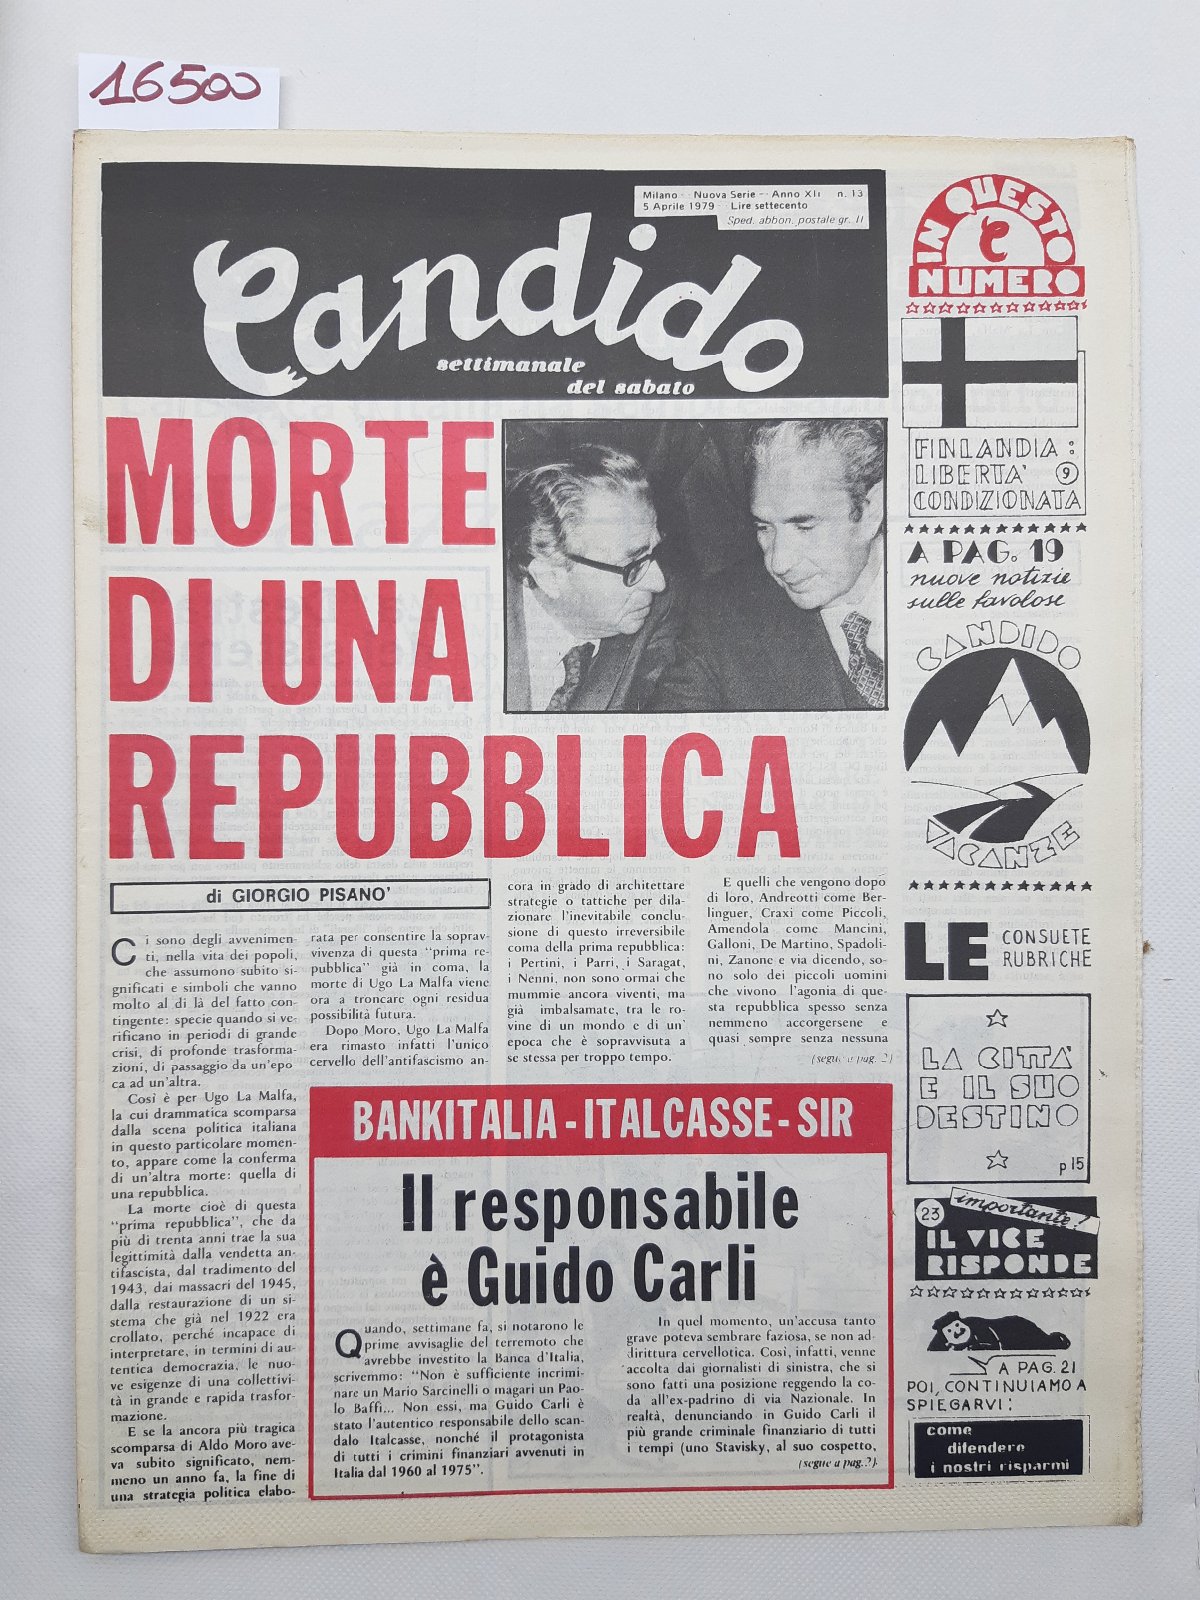 16500
Milano - Nuova Serie - Anno XII n. 13
5 Aprile 1979 Lire settecento
Sped. abbon. postale gr. II
Candido
settimanale
del sabato
MORTE
DI UNA
REPUBBLICA
di GIORGIO PISANO'
Ci sono degli avvenimen-
ti, nella vita dei popoli,
che assumono subito si-
gnificati e simboli che vanno
molto al di là del fatto con-
tingente: specie quando si ve-
rificano in periodi di grande
crisi, di profonde trasforma-
zioni, di passaggio da un'epo-
ca ad un'altra.
Così è per Ugo La Malfa,
la cui drammatica scomparsa
dalla scena politica italiana
in questo particolare momen-
to, appare come la conferma
di un'altra morte: quella di
una repubblica.
La morte cioè di questa
"prima repubblica", che da
più di trenta anni trae la sua
legittimità dalla vendetta an-
tifascista, dal tradimento del
1943, dai massacri del 1945,
dalla restaurazione di un si-
stema che già nel 1922 era
crollato, perché incapace di
interpretare, in termini di au-
tentica democrazia, le nuo-
ve esigenze di una collettivi-
tà in grande e rapida trasfor-
mazione.
E se la ancora più tragica
scomparsa di Aldo Moro ave-
va subito significato, nem-
meno un anno fa, la fine di
una strategia politica elabo-
rata per consentire la soprav-
vivenza di questa "prima re-
pubblica" già in coma, la
morte di Ugo La Malfa viene
ora a troncare ogni residua
possibilità futura.
Dopo Moro, Ugo La Malfa
era rimasto infatti l'unico
cervello dell'antifascismo an-
cora in grado di architettare
strategie o tattiche per dila-
zionare l'inevitabile conclu-
sione di questo irreversibile
coma della prima repubblica:
i Pertini, i Parri, i Saragat,
i Nenni, non sono ormai che
mummie ancora viventi, ma
già imbalsamate, tra le ro-
vine di un mondo e di un'
epoca che è sopravvisuta a
se stessa per troppo tempo.
E quelli che vengono dopo
di loro, Andreotti come Ber-
linguer, Craxi come Piccoli,
Amendola come Mancini,
Galloni, De Martino, Spadoli-
ni, Zanone e via dicendo, so-
no solo dei piccoli uomini
che vivono l'agonia di que-
sta repubblica spesso senza
nemmeno accorgersene e
quasi sempre senza nessuna
(segue a pag. 2)
BANKITALIA - ITALCASSE - SIR
Il responsabile
è Guido Carli
Quando, settimane fa, si notarono le
prime avvisaglie del terremoto che
avrebbe investito la Banca d'Italia,
scrivemmo: "Non è sufficiente incrimi-
nare un Mario Sarcinelli o magari un Pao-
lo Baffi... Non essi, ma Guido Carli è
stato l'autentico responsabile dello scan-
dalo Italcasse, nonché il protagonista
di tutti i crimini finanziari avvenuti in
Italia dal 1960 al 1975".
In quel momento, un'accusa tanto
grave poteva sembrare faziosa, se non ad-
dirittura cervellotica. Così, infatti, venne
accolta dai giornalisti di sinistra, che si
sono fatti una posizione reggendo la co-
da all'ex-padrino di via Nazionale. In
realtà, denunciando in Guido Carli il
più grande criminale finanziario di tutti
i tempi (uno Stavisky, al suo cospetto,
(segue a pag.2)
IN QUESTO
NUMERO
FINLANDIA:
LIBERTA' 9
CONDIZIONATA
A PAG. 19
nuove notizie
sulle favolose
CANDIDO
VACANZE
LE CONSUETE
RUBRICHE
LA CITTA'
E IL SUO
DESTINO
p 15
23 importante!
IL VICE
RISPONDE
A PAG. 21
POI, CONTINUIAMO A
SPIEGARVI:
come
difendere
i nostri risparmi